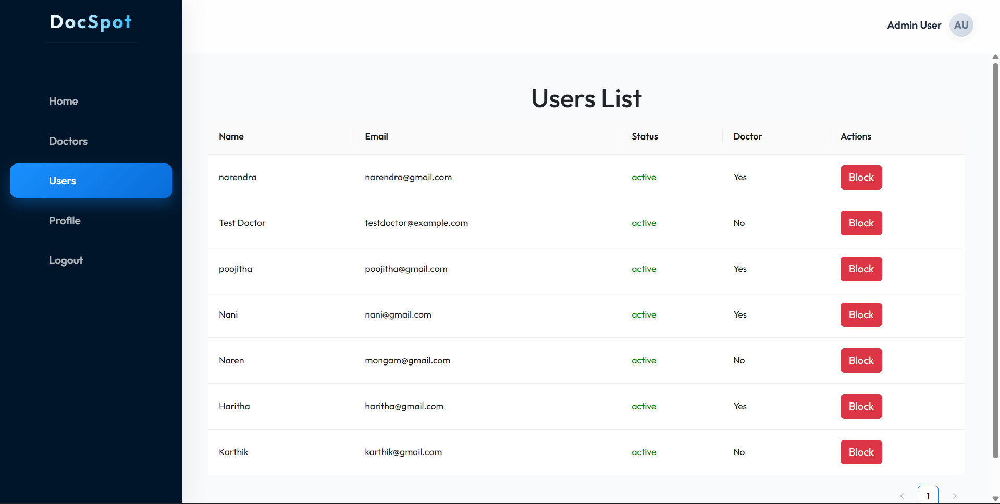 DocSpot
Admin User AU
Home
Doctors
Users
Profile
Logout
Users List
Name Email Status Doctor Actions
narendra narendra@gmail.com active Yes Block
Test Doctor testdoctor@example.com active No Block
poojitha poojitha@gmail.com active Yes Block
Nani nani@gmail.com active Yes Block
Naren mongam@gmail.com active No Block
Haritha haritha@gmail.com active Yes Block
Karthik karthik@gmail.com active No Block
< 1 >